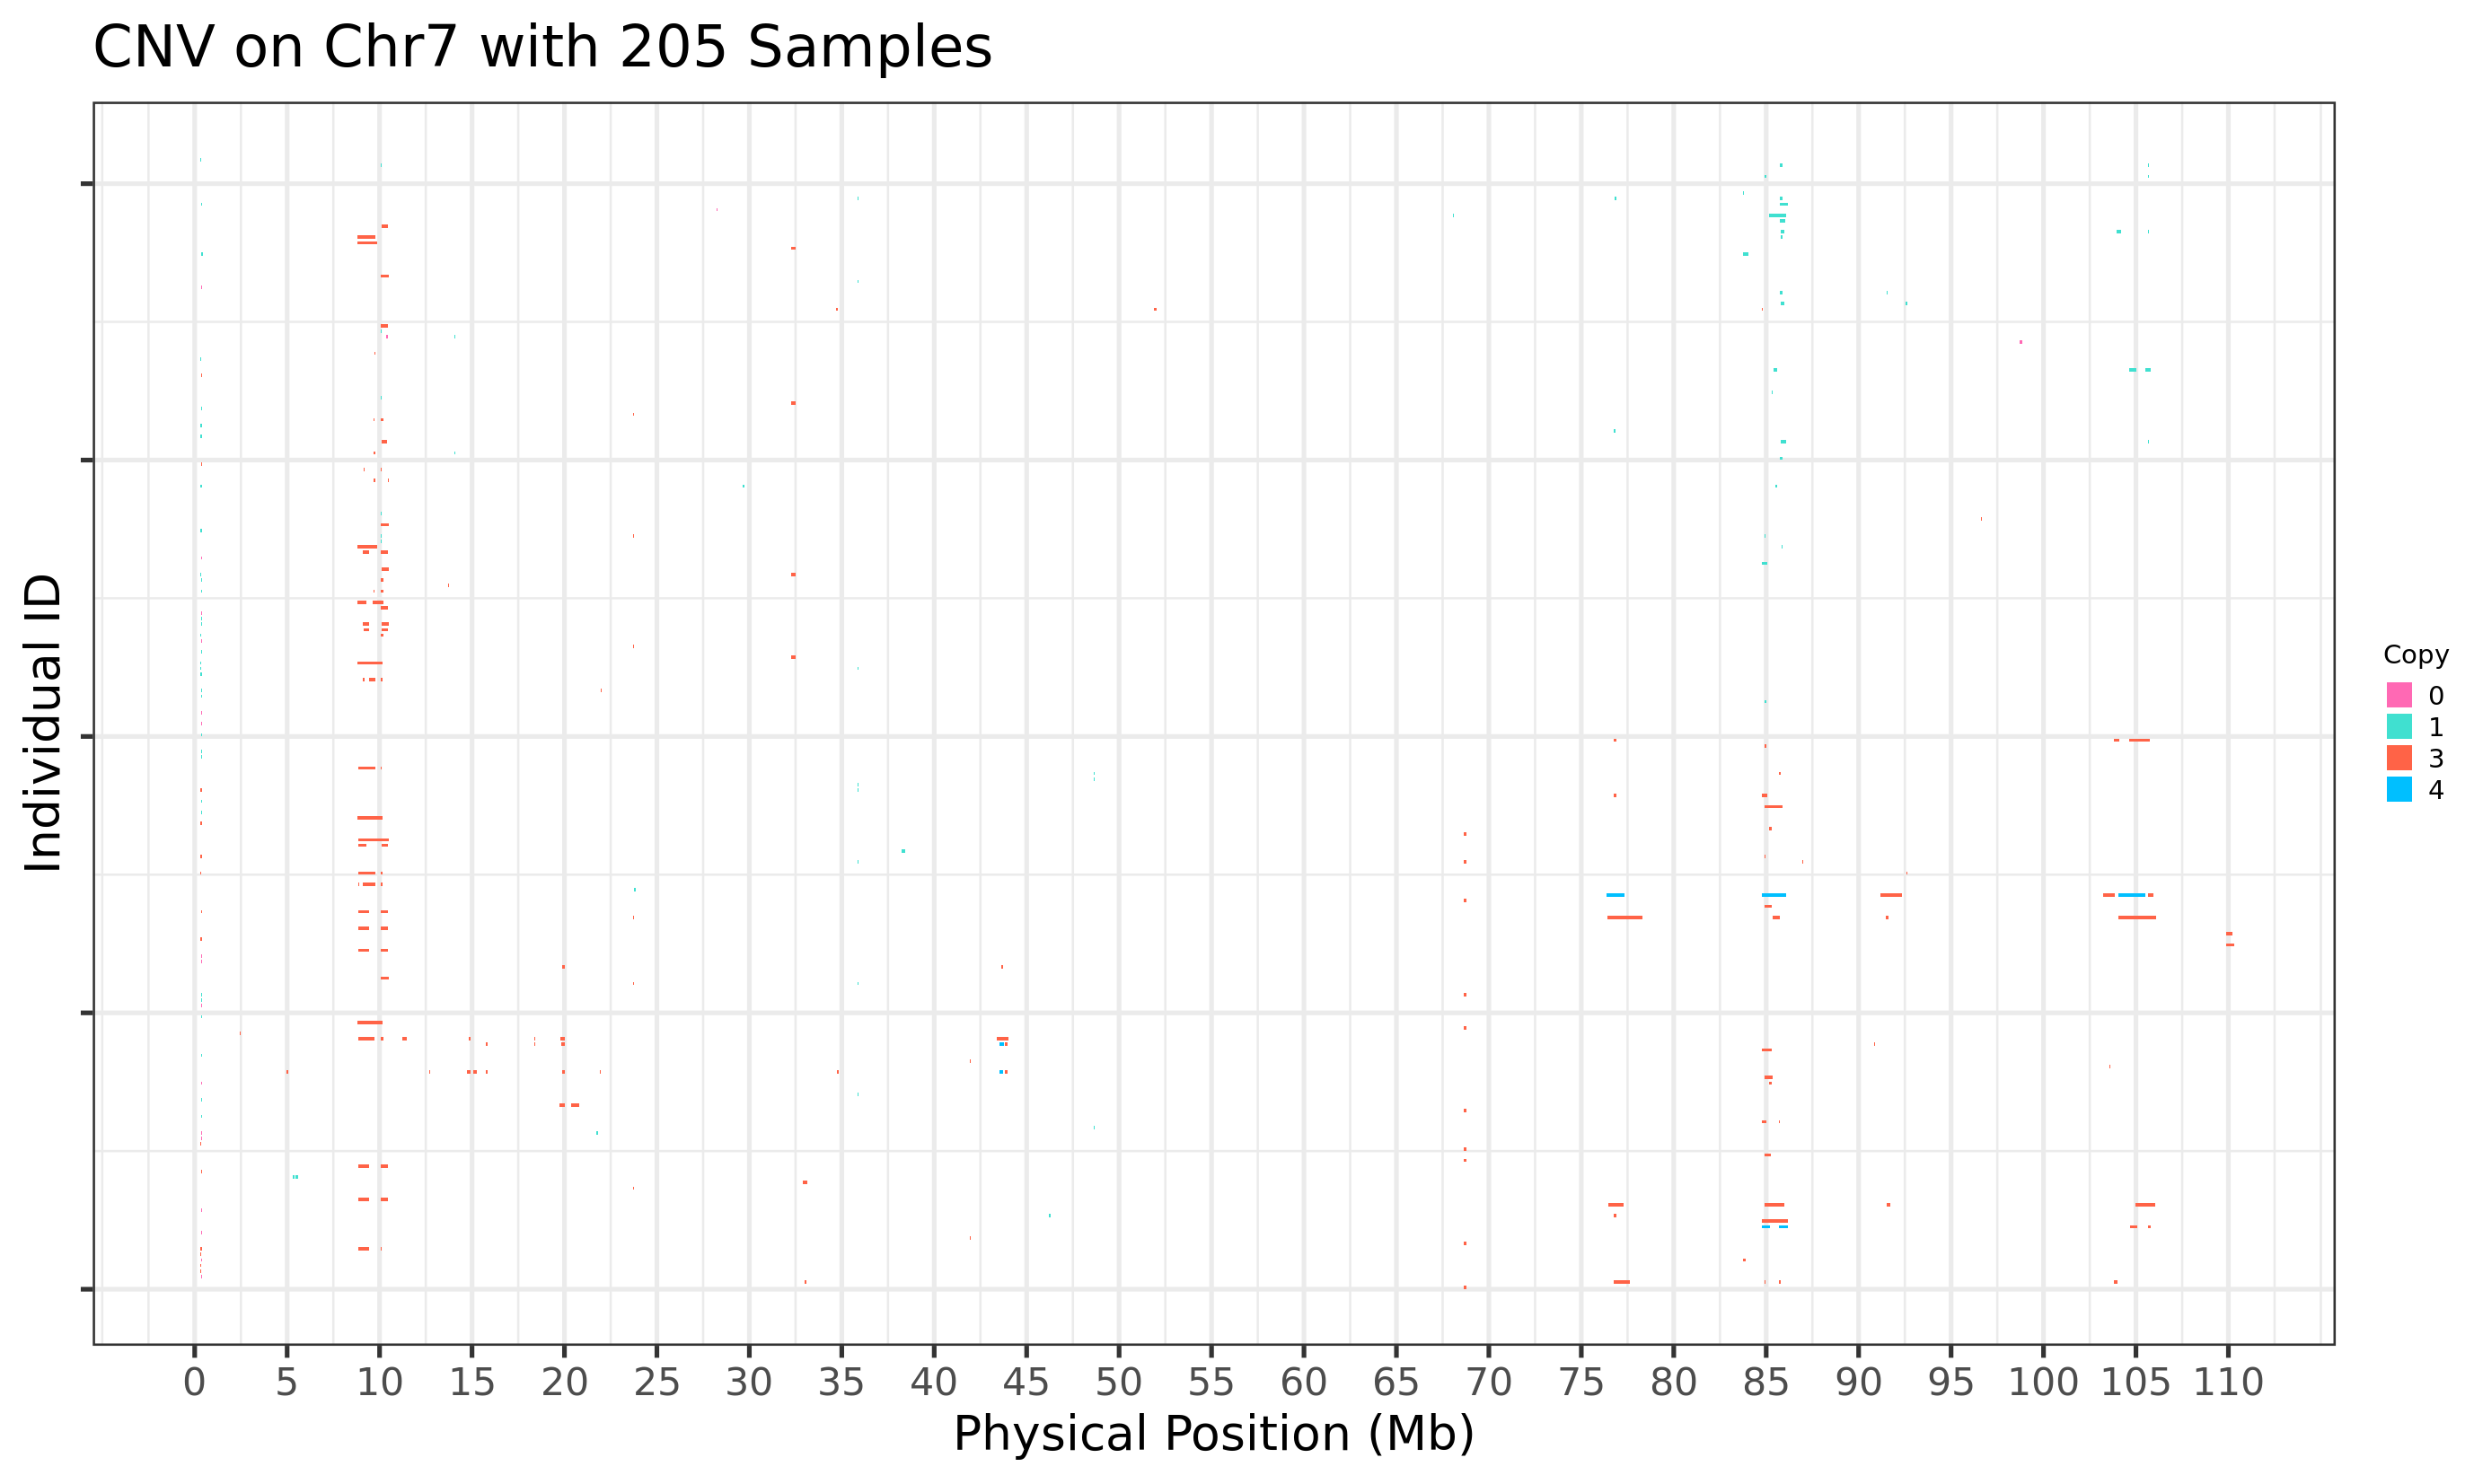 CNV on Chr7 with 205 Samples
Individual ID
Copy
0
1
3
4
0 5 10 15 20 25 30 35 40 45 50 55 60 65 70 75 80 85 90 95 100 105 110
Physical Position (Mb)